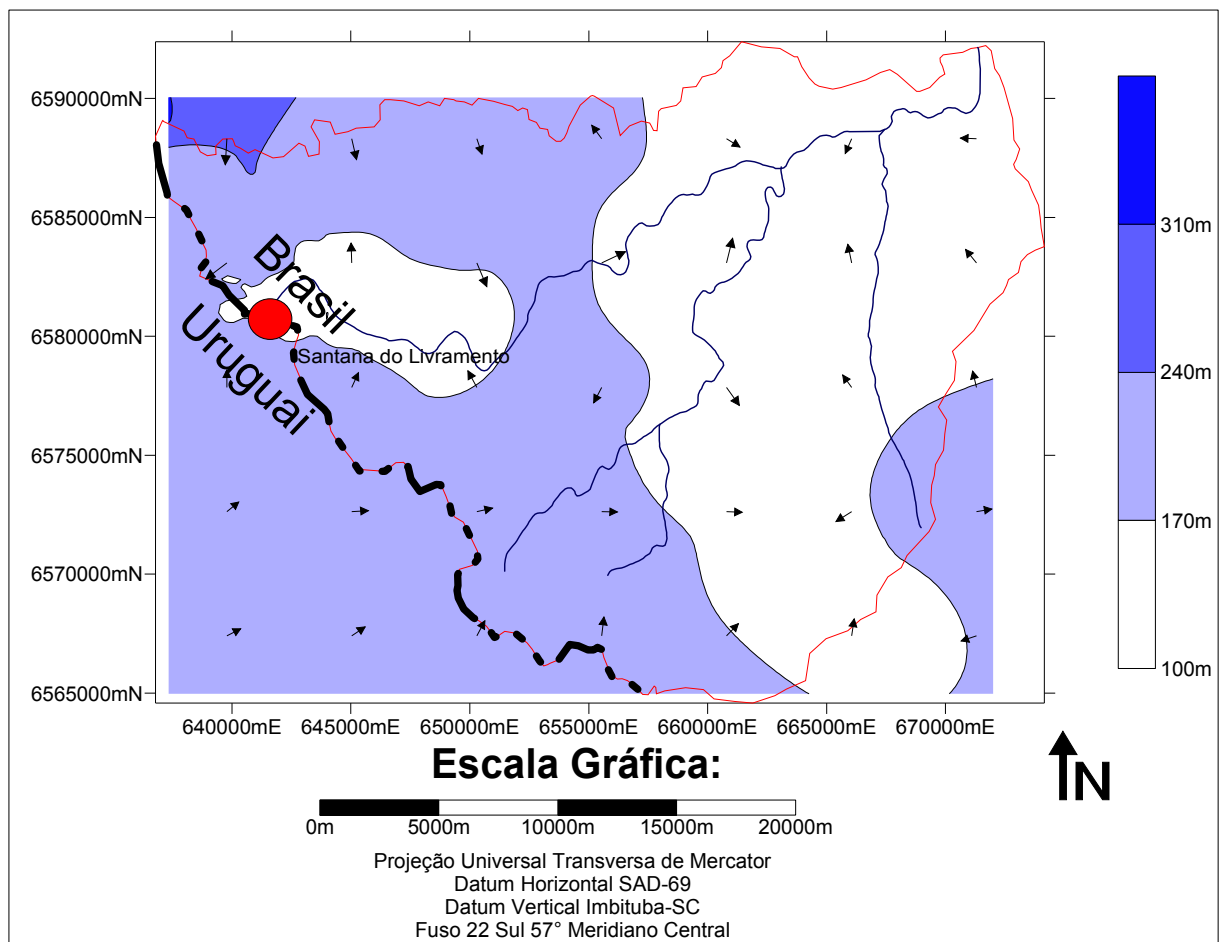 6590000mN
6585000mN
6580000mN
6575000mN
6570000mN
6565000mN
Brasil
Uruguai
Santana do Livramento
310m
240m
170m
100m
640000mE 645000mE 650000mE 655000mE 660000mE 665000mE 670000mE
Escala Gráfica:
N
0m 5000m 10000m 15000m 20000m
Projeção Universal Transversa de Mercator
Datum Horizontal SAD-69
Datum Vertical Imbituba-SC
Fuso 22 Sul 57° Meridiano Central